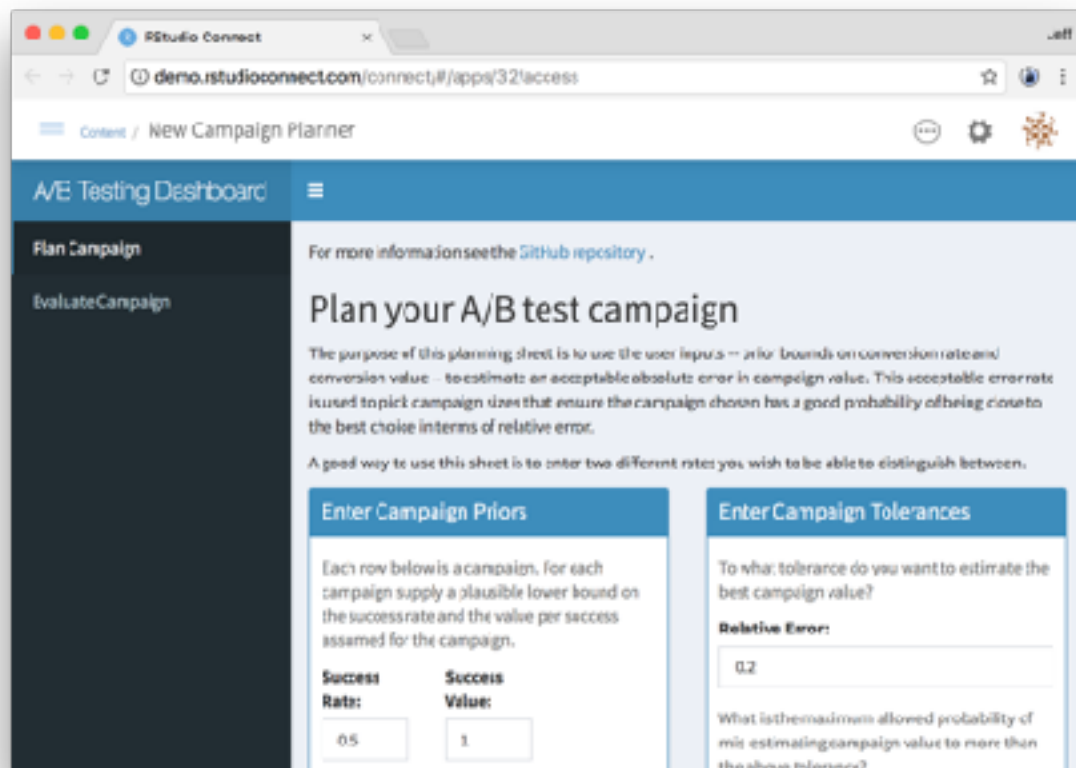 RStudio Connect
demo.rstudioconnect.com/connect/#/apps/32/access
Content / New Campaign Planner
A/B Testing Dashboard
Plan Campaign
Evaluate Campaign
For more information see the GitHub repository .
Plan your A/B test campaign
The purpose of this planning sheet is to use the user inputs -- prior bounds on conversion rate and
conversion value -- to estimate an acceptable absolute error in campaign value. This acceptable error rate
is used to pick campaign sizes that ensure the campaign chosen has a good probability of being close to
the best choice in terms of relative error.
A good way to use this sheet is to enter two different rates you wish to be able to distinguish between.
Enter Campaign Priors
Each row below is a campaign. For each
campaign supply a plausible lower bound on
the success rate and the value per success
assumed for the campaign.
Success Success
Rate: Value:
0.5 1
Enter Campaign Tolerances
To what tolerance do you want to estimate the
best campaign value?
Relative Error:
0.2
What is the maximum allowed probability of
mis estimating campaign value to more than
the above tolerance?